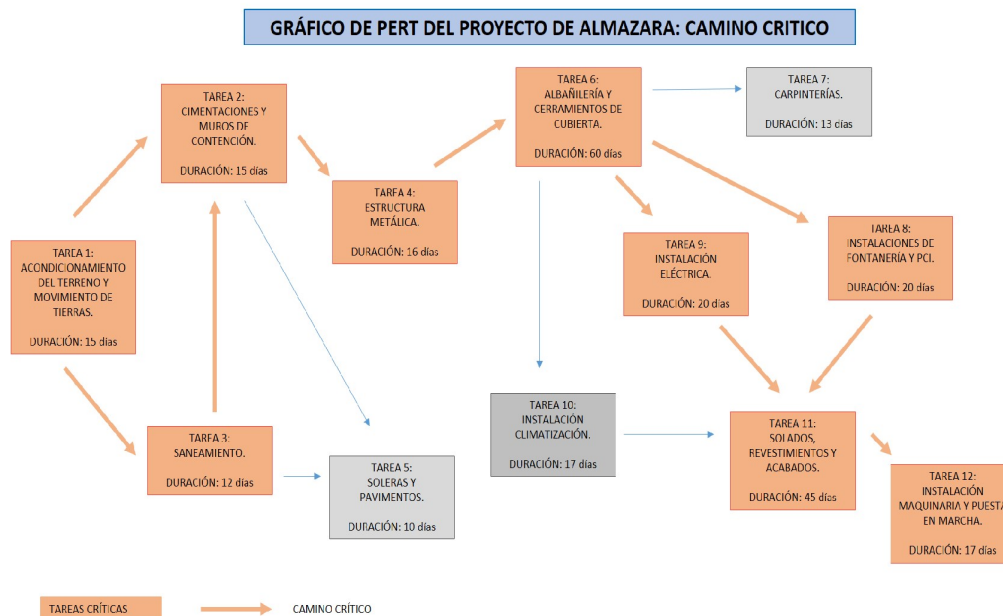 GRÁFICO DE PERT DEL PROYECTO DE ALMAZARA: CAMINO CRITICO
TAREA 1:
ACONDICIONAMIENTO
DEL TERRENO Y
MOVIMIENTO DE
TIERRAS.
DURACIÓN: 15 días
TAREA 2:
CIMENTACIONES Y
MUROS DE
CONTENCIÓN.
DURACIÓN: 15 días
TAREA 3:
SANEAMIENTO.
DURACIÓN: 12 días
TAREA 4:
ESTRUCTURA
METÁLICA.
DURACIÓN: 16 días
TAREA 5:
SOLERAS Y
PAVIMENTOS.
DURACIÓN: 10 días
TAREA 6:
ALBAÑILERÍA Y
CERRAMIENTOS DE
CUBIERTA.
DURACIÓN: 60 días
TAREA 7:
CARPINTERÍAS.
DURACIÓN: 13 días
TAREA 8:
INSTALACIONES DE
FONTANERÍA Y PCI.
DURACIÓN: 20 días
TAREA 9:
INSTALACIÓN
ELÉCTRICA.
DURACIÓN: 20 días
TAREA 10:
INSTALACIÓN
CLIMATIZACIÓN.
DURACIÓN: 17 días
TAREA 11:
SOLADOS,
REVESTIMIENTOS Y
ACABADOS.
DURACIÓN: 45 días
TAREA 12:
INSTALACIÓN
MAQUINARIA Y PUESTA
EN MARCHA.
DURACIÓN: 17 días
TAREAS CRÍTICAS
CAMINO CRÍTICO